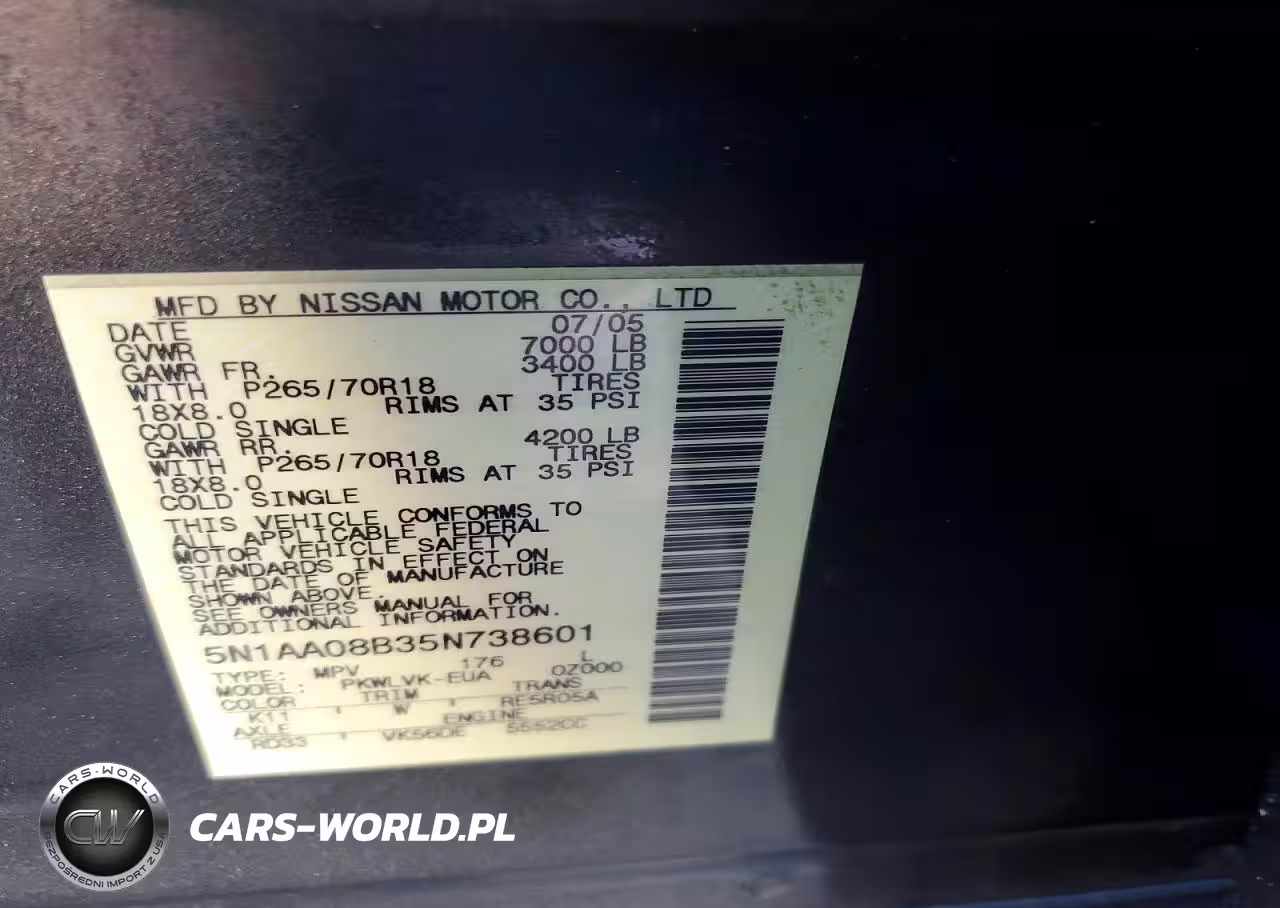 MFD BY NISSAN MOTOR CO., LTD
DATE 07/05
GVWR 7000 LB
GAWR FR. 3400 LB
WITH P265/70R18 TIRES
18X8.0 RIMS AT 35 PSI
COLD SINGLE
GAWR RR. 4200 LB
WITH P265/70R18 TIRES
18X8.0 RIMS AT 35 PSI
COLD SINGLE
THIS VEHICLE CONFORMS TO
ALL APPLICABLE FEDERAL
MOTOR VEHICLE SAFETY
STANDARDS IN EFFECT ON
THE DATE OF MANUFACTURE
SHOWN ABOVE.
SEE OWNERS MANUAL FOR
ADDITIONAL INFORMATION.
5N1AA08B35N738601
TYPE: MPV 176 L
MODEL: PKWLVK-EUA 0Z000
COLOR TRIM TRANS
K11 W RE5R05A
AXLE ENGINE
RD33 VK56DE 5552CC
CARS-WORLD
CW
BEZPOŚREDNI IMPORT Z USA
CARS-WORLD.PL